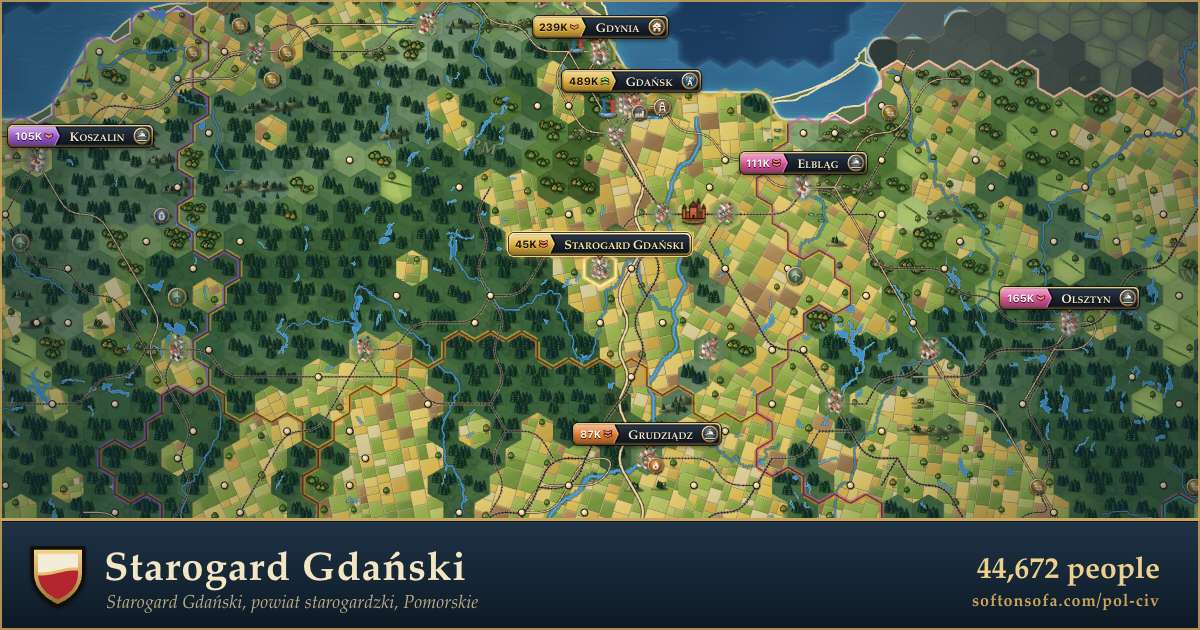 239K GDYNIA
489K GDAŃSK
105K KOSZALIN
111K ELBLĄG
45K STAROGARD GDAŃSKI
165K OLSZTYN
87K GRUDZIĄDZ
Starogard Gdański
Starogard Gdański, powiat starogardzki, Pomorskie
44,672 people
softonsofa.com/pol-civ